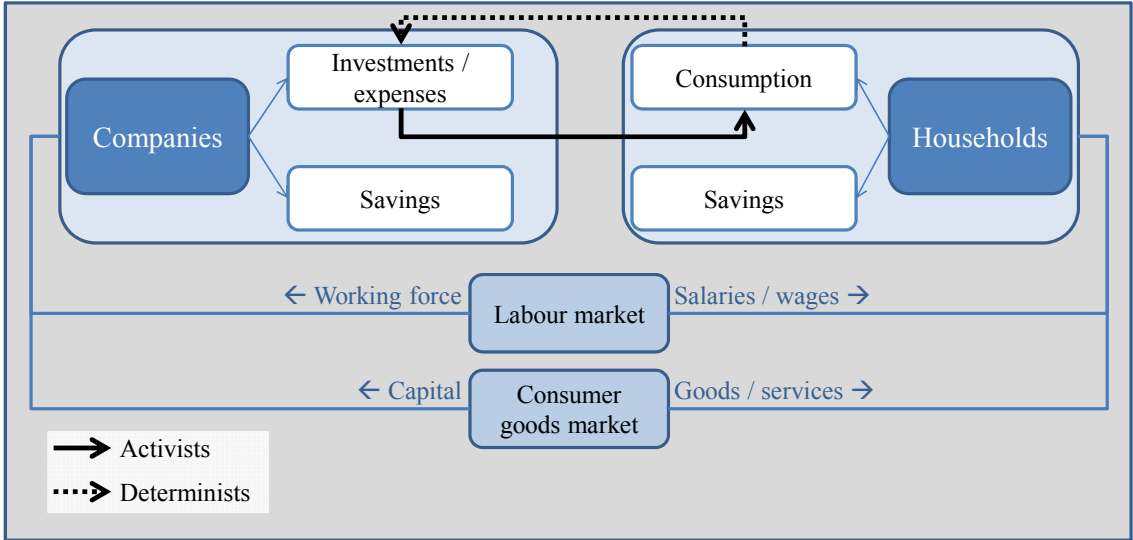 Investments /
expenses
Consumption
Companies
Households
Savings
Savings
← Working force
Labour market
Salaries / wages →
← Capital
Consumer
goods market
Goods / services →
Activists
Determinists